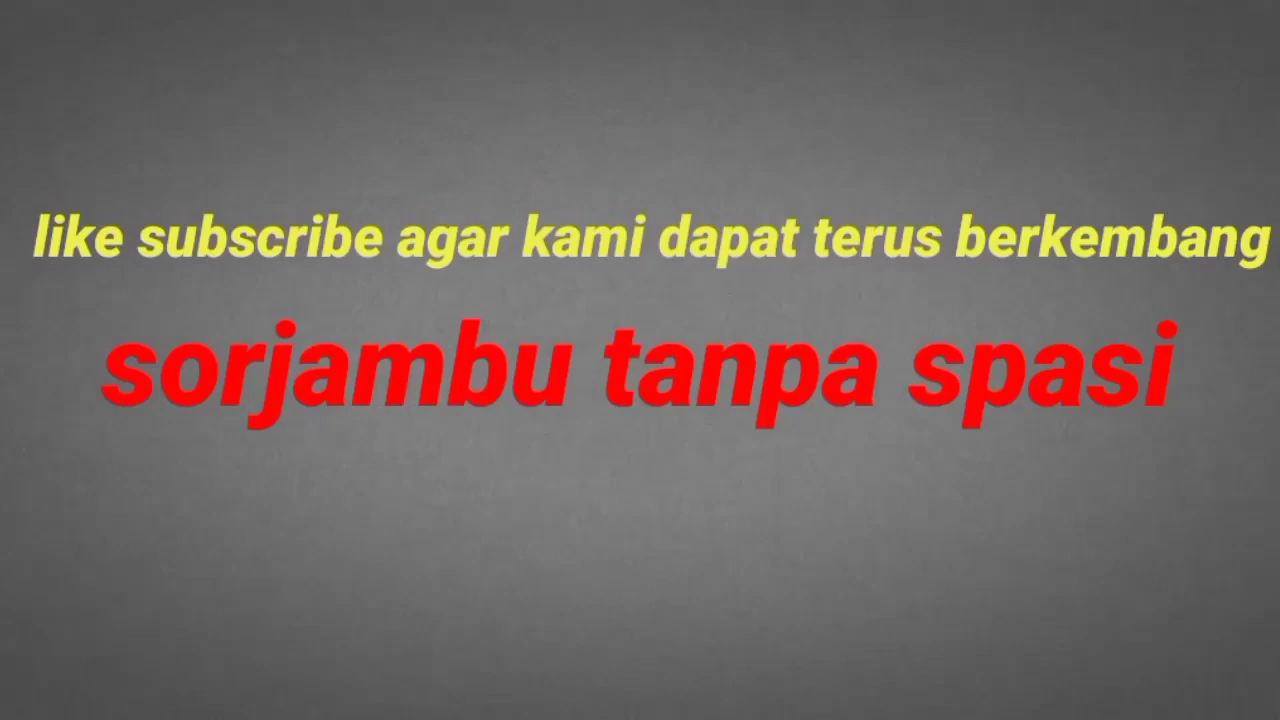 like subscribe agar kami dapat terus berkembang
sorjambu tanpa spasi